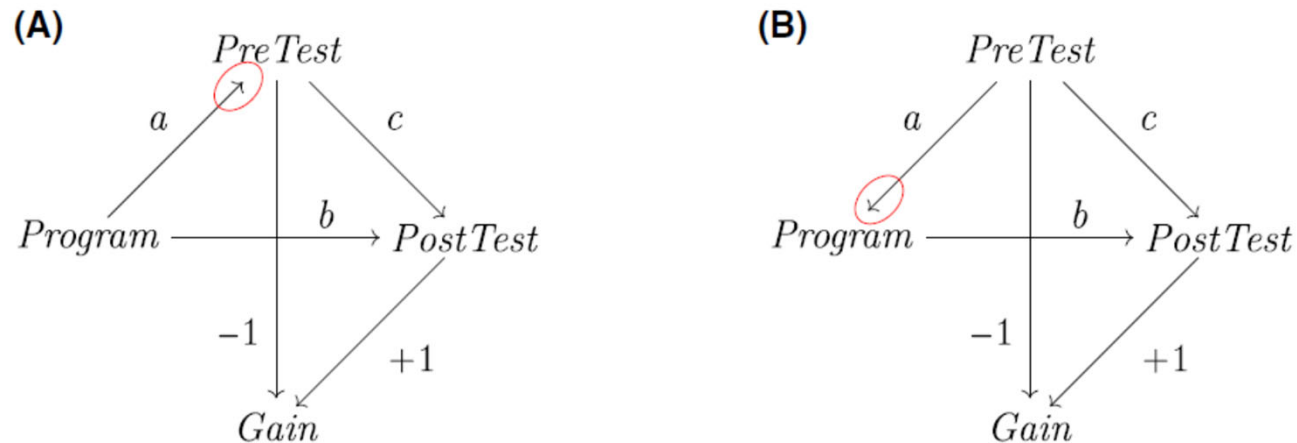 (A)
PreTest
a
c
Program
b
PostTest
−1
+1
Gain
(B)
PreTest
a
c
Program
b
PostTest
−1
+1
Gain